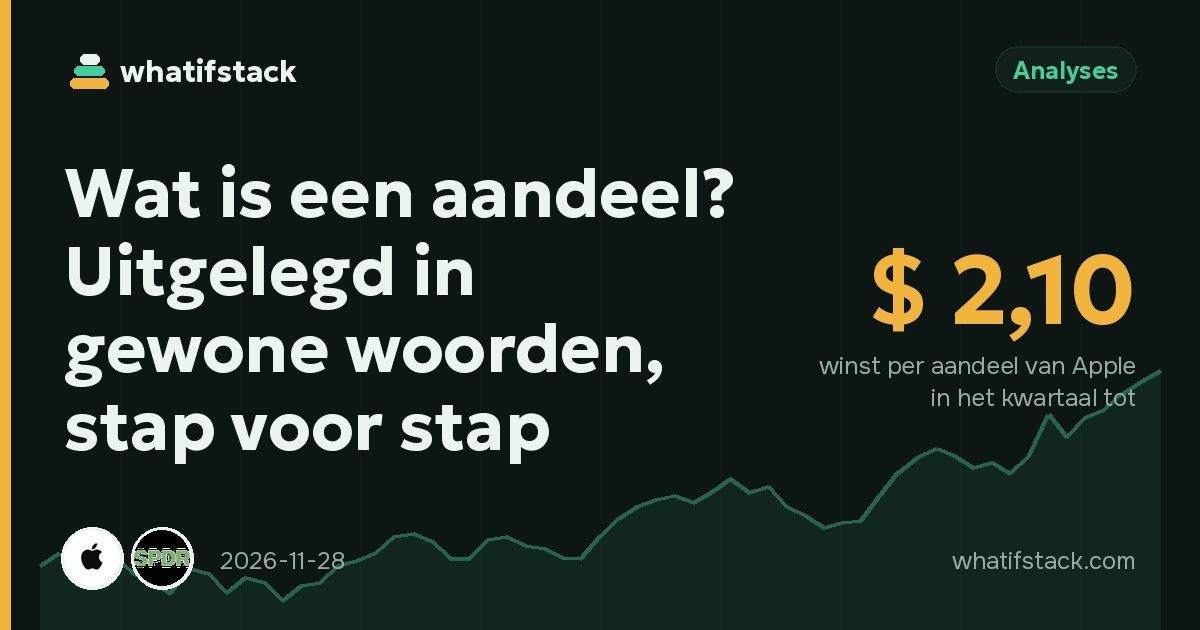 whatifstack
Analyses
Wat is een aandeel?
Uitgelegd in
gewone woorden,
stap voor stap
$ 2,10
winst per aandeel van Apple
in het kwartaal tot
SPDR
2026-11-28
whatifstack.com